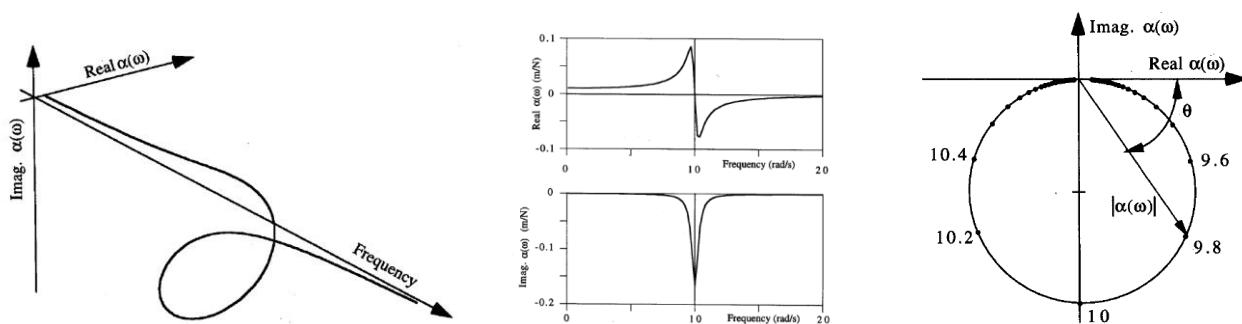 Real α(ω)
Imag. α(ω)
Frequency
Real α(ω) (m/N)
0.1
0
-0.1
0
10
20
Frequency (rad/s)
Imag. α(ω) (m/N)
0
-0.1
-0.2
0
10
20
Frequency (rad/s)
Imag. α(ω)
Real α(ω)
θ
10.4
9.6
|α(ω)|
10.2
9.8
10